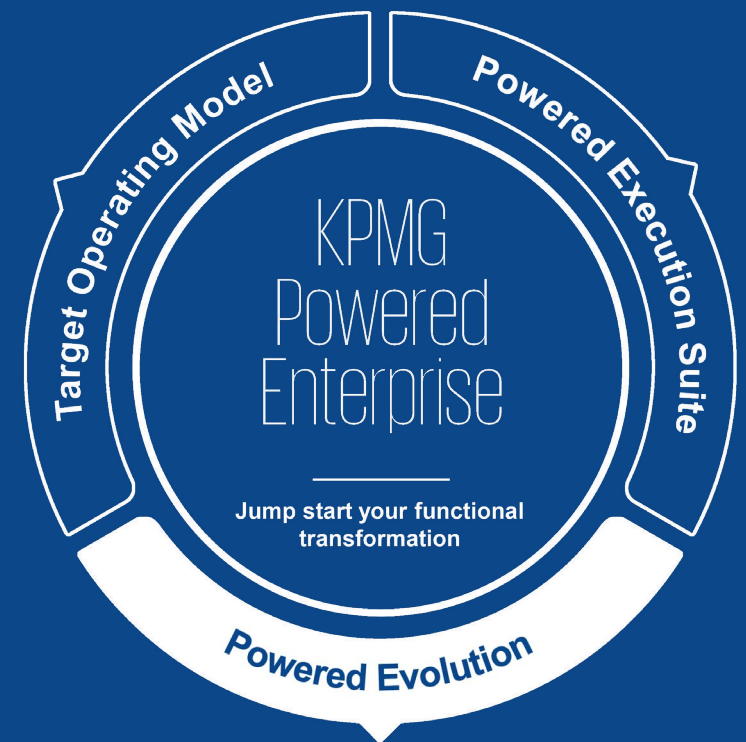 Target Operating Model
Powered Execution Suite
KPMG
Powered
Enterprise
Jump start your functional
transformation
Powered Evolution